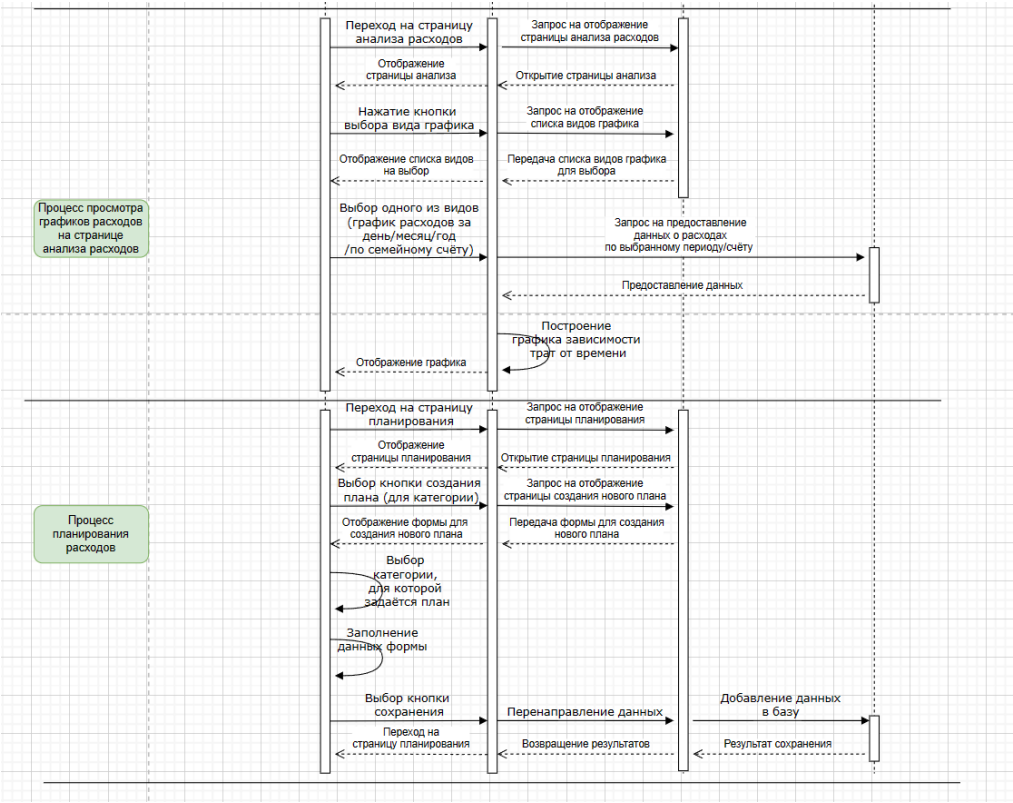 Переход на страницу
анализа расходов
Запрос на отображение
страницы анализа расходов
Отображение
страницы анализа
Открытие страницы анализа
Нажатие кнопки
выбора вида графика
Запрос на отображение
списка видов графика
Отображение списка видов
на выбор
Передача списка видов графика
для выбора
Процесс просмотра
графиков расходов
на странице
анализа расходов
Выбор одного из видов
(график расходов за
день/месяц/год
/по семейному счёту)
Запрос на предоставление
данных о расходах
по выбранному периоду/счёту
Предоставление данных
Построение
графика зависимости
трат от времени
Отображение графика
Переход на страницу
планирования
Запрос на отображение
страницы планирования
Отображение
страницы планирования
Открытие страницы планирования
Выбор кнопки создания
плана (для категории)
Запрос на отображение
страницы создания нового плана
Процесс
планирования
расходов
Отображение формы для
создания нового плана
Передача формы для создания
нового плана
Выбор
категории,
для которой
задаётся план
Заполнение
данных формы
Выбор кнопки
сохранения
Перенаправление данных
Добавление данных
в базу
Переход на
страницу планирования
Возвращение результатов
Результат сохранения